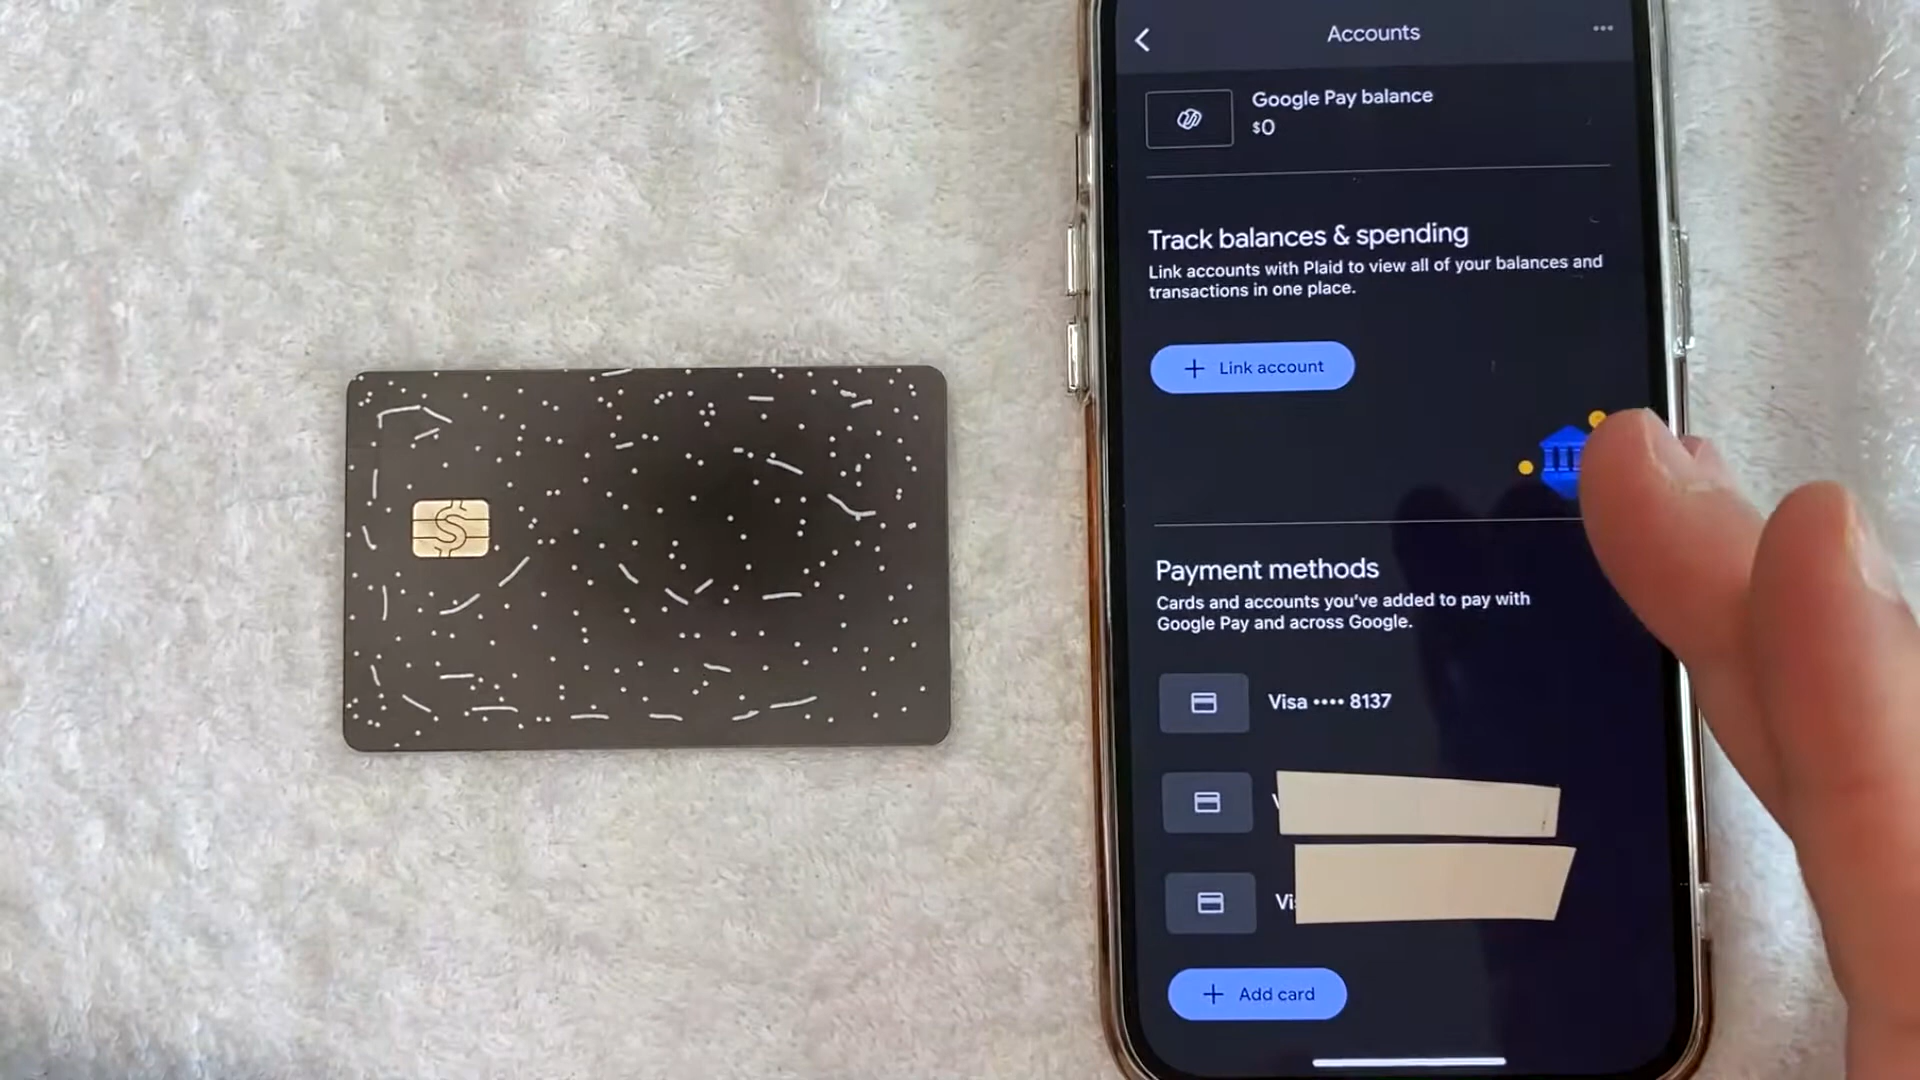 Accounts
Google Pay balance
$0
Track balances & spending
Link accounts with Plaid to view all of your balances and
transactions in one place.
+ Link account
Payment methods
Cards and accounts you've added to pay with
Google Pay and across Google.
Visa •••• 8137
+ Add card